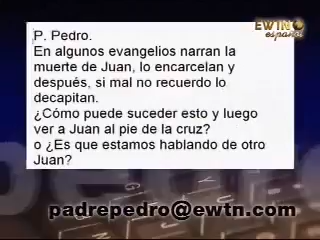 EWTN
español
P. Pedro.
En algunos evangelios narran la
muerte de Juan, lo encarcelan y
después, si mal no recuerdo lo
decapitan.
¿Cómo puede suceder esto y luego
ver a Juan al pie de la cruz?
o ¿Es que estamos hablando de otro
Juan?
padrepedro@ewtn.com